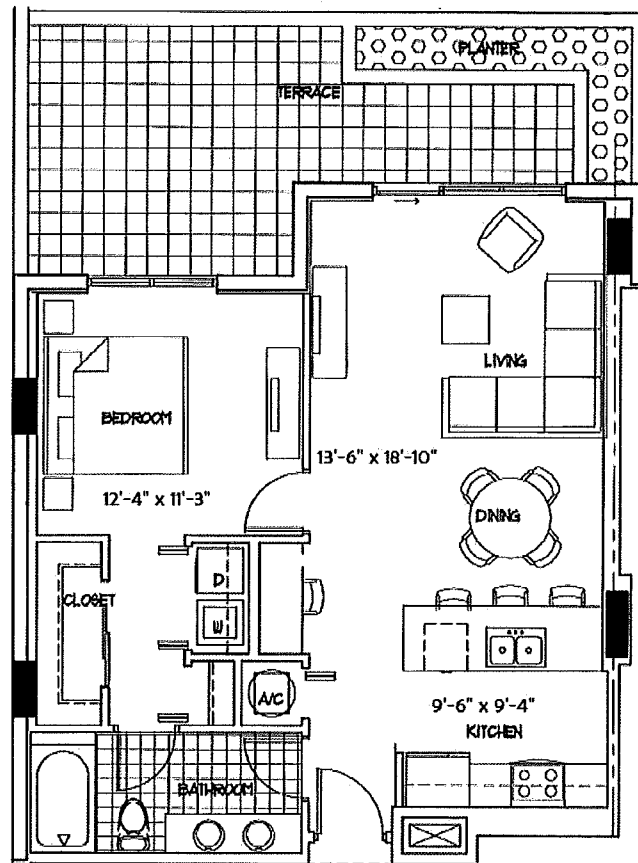 PLANTER
TERRACE
LIVING
BEDROOM
13'-6" x 18'-10"
12'-4" x 11'-3"
DINING
D
CLOSET
W
A/C
9'-6" x 9'-4"
KITCHEN
BATHROOM